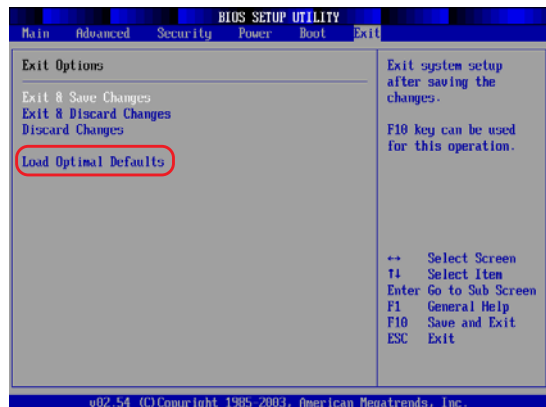 BIOS SETUP UTILITY
Main Advanced Security Power Boot Exit
Exit Options
Exit & Save Changes
Exit & Discard Changes
Discard Changes
Load Optimal Defaults
Exit system setup
after saving the
changes.
F10 key can be used
for this operation.
↔ Select Screen
↑↓ Select Item
Enter Go to Sub Screen
F1 General Help
F10 Save and Exit
ESC Exit
v02.54 (C)Copyright 1985-2003, American Megatrends, Inc.